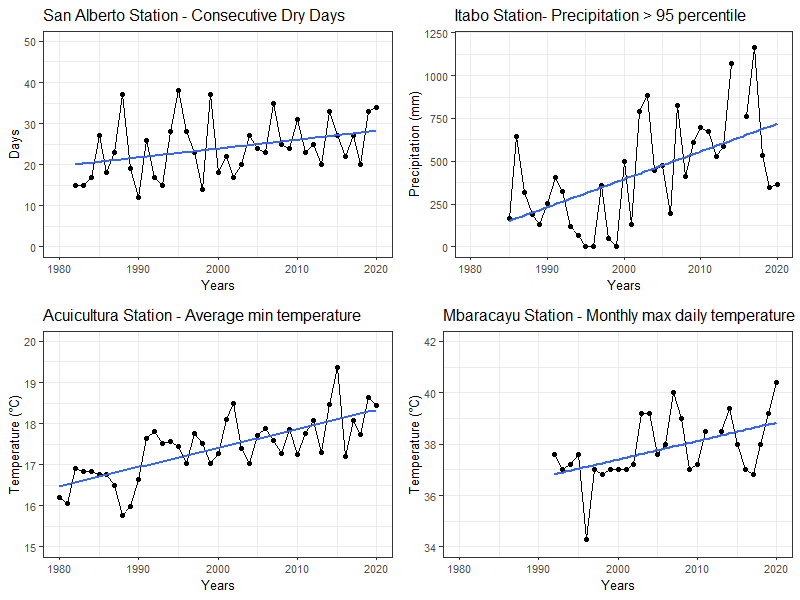 San Alberto Station - Consecutive Dry Days
50
40
30
20
10
0
Days
1980 1990 2000 2010 2020
Years
Itabo Station- Precipitation > 95 percentile
1250
1000
750
500
250
0
Precipitation (mm)
1980 1990 2000 2010 2020
Years
Acuicultura Station - Average min temperature
20
19
18
17
16
15
Temperature (°C)
1980 1990 2000 2010 2020
Years
Mbaracayu Station - Monthly max daily temperature
42
40
38
36
34
Temperature (°C)
1980 1990 2000 2010 2020
Years